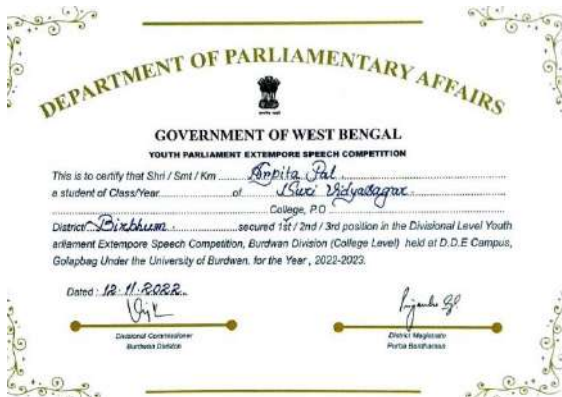 DEPARTMENT OF PARLIAMENTARY AFFAIRS
GOVERNMENT OF WEST BENGAL
YOUTH PARLIAMENT EXTEMPORE SPEECH COMPETITION
This is to certify that Shri / Smt / Km Arpita Pal
a student of Class/Year of Suri Vidyasagar
College, P.O
District Birbhum. secured 1st / 2nd / 3rd position in the Divisional Level Youth
arliament Extempore Speech Competition, Burdwan Division (College Level) held at D.D.E Campus,
Golapbag Under the University of Burdwan. for the Year , 2022-2023.
Dated : 12.11.2022
Divisional Commissioner
Burdwan Division
District Magistrate
Purba Bardhaman